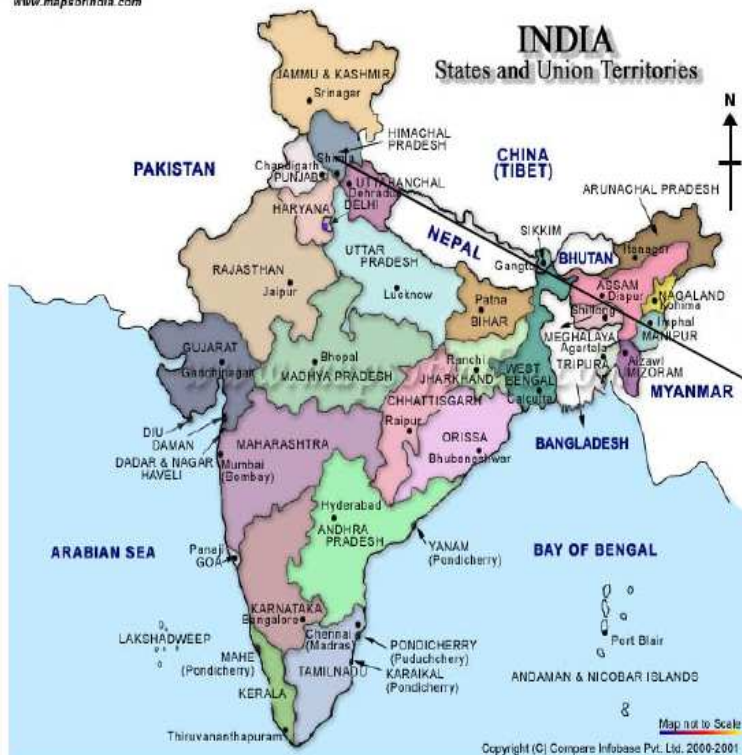 www.mapsofindia.com
INDIA
States and Union Territories
N
JAMMU & KASHMIR
Srinagar
HIMACHAL
PRADESH
PAKISTAN
CHINA
(TIBET)
Chandigarh
Shimla
PUNJAB
UTTARANCHAL
Dehradun
ARUNACHAL PRADESH
HARYANA
DELHI
NEPAL
SIKKIM
UTTAR
PRADESH
Gangtok
BHUTAN
Itanagar
RAJASTHAN
Jaipur
Lucknow
ASSAM
Dispur
NAGALAND
Kohima
Patna
BIHAR
Shillong
Imphal
MEGHALAYA
MANIPUR
GUJARAT
Gandhinagar
Bhopal
MADHYA PRADESH
Ranchi
JHARKHAND
WEST
BENGAL
Calcutta
Agartala
TRIPURA
Aizawl
MIZORAM
CHHATTISGARH
Raipur
MYANMAR
DIU
DAMAN
DADAR & NAGAR
HAVELI
MAHARASHTRA
Mumbai
(Bombay)
ORISSA
Bhubaneshwar
BANGLADESH
Hyderabad
ANDHRA
PRADESH
ARABIAN SEA
Panaji
GOA
YANAM
(Pondicherry)
BAY OF BENGAL
KARNATAKA
Bangalore
LAKSHADWEEP
Chennai
(Madras)
PONDICHERRY
(Puduchchery)
Port Blair
MAHE
(Pondicherry)
TAMILNADU
KARAIKAL
(Pondicherry)
ANDAMAN & NICOBAR ISLANDS
KERALA
Thiruvananthapuram
Map not to Scale
Copyright (C) Compare Infobase Pvt. Ltd. 2000-2001